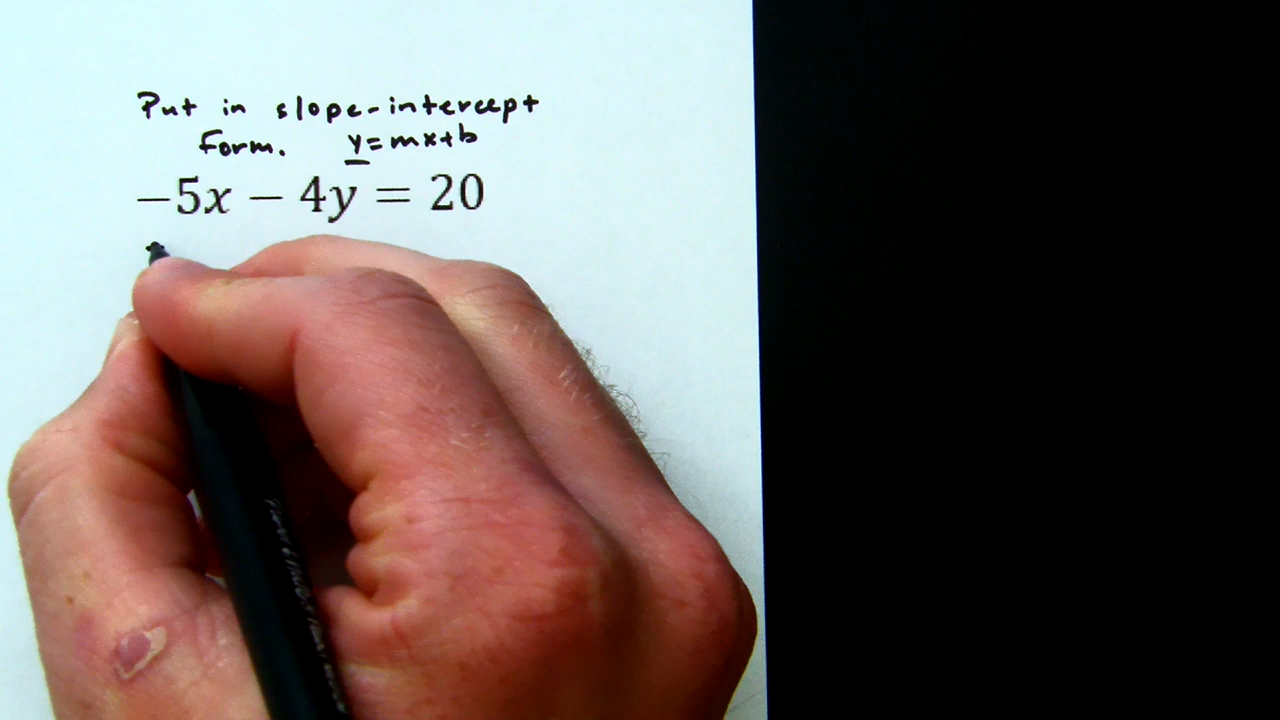 Put in slope-intercept
form. y=mx+b
−5x − 4y = 20